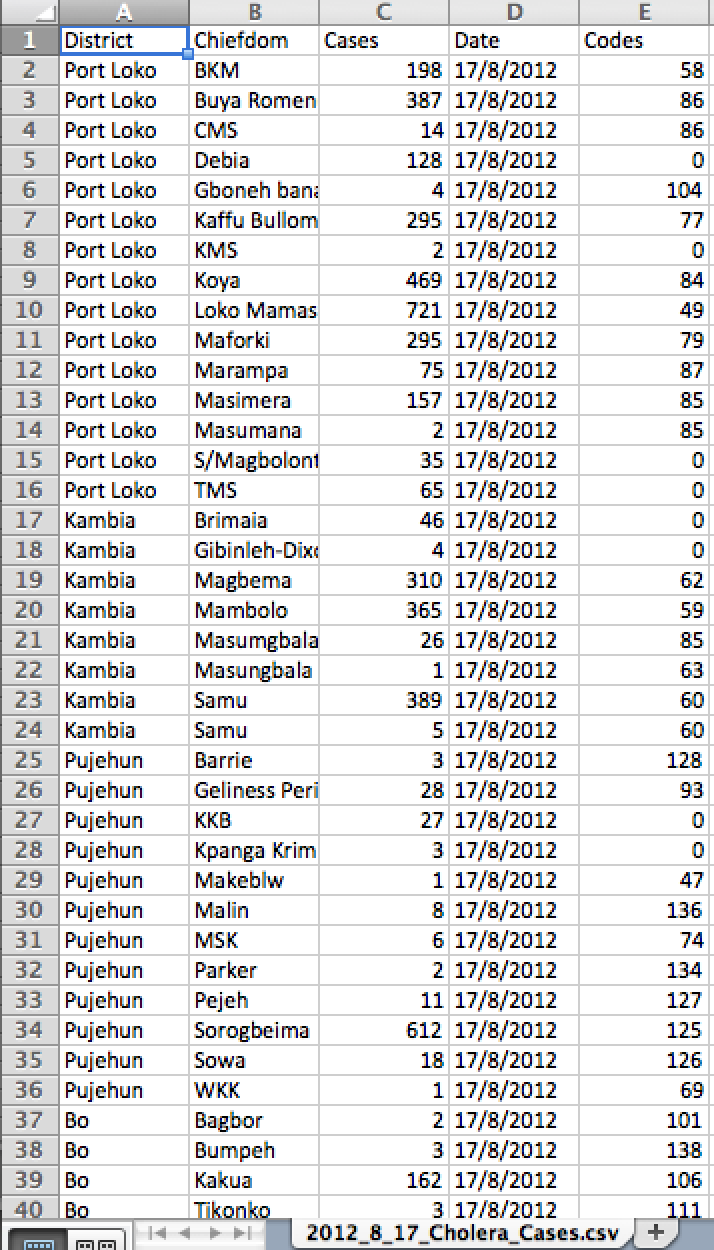 A B C D E
1 District Chiefdom Cases Date Codes
2 Port Loko BKM 198 17/8/2012 58
3 Port Loko Buya Romen 387 17/8/2012 86
4 Port Loko CMS 14 17/8/2012 86
5 Port Loko Debia 128 17/8/2012 0
6 Port Loko Gboneh bana 4 17/8/2012 104
7 Port Loko Kaffu Bullom 295 17/8/2012 77
8 Port Loko KMS 2 17/8/2012 0
9 Port Loko Koya 469 17/8/2012 84
10 Port Loko Loko Mamas 721 17/8/2012 49
11 Port Loko Maforki 295 17/8/2012 79
12 Port Loko Marampa 75 17/8/2012 87
13 Port Loko Masimera 157 17/8/2012 85
14 Port Loko Masumana 2 17/8/2012 85
15 Port Loko S/Magbolont 35 17/8/2012 0
16 Port Loko TMS 65 17/8/2012 0
17 Kambia Brimaia 46 17/8/2012 0
18 Kambia Gibinleh-Dixo 4 17/8/2012 0
19 Kambia Magbema 310 17/8/2012 62
20 Kambia Mambolo 365 17/8/2012 59
21 Kambia Masumgbala 26 17/8/2012 85
22 Kambia Masungbala 1 17/8/2012 63
23 Kambia Samu 389 17/8/2012 60
24 Kambia Samu 5 17/8/2012 60
25 Pujehun Barrie 3 17/8/2012 128
26 Pujehun Geliness Peri 28 17/8/2012 93
27 Pujehun KKB 27 17/8/2012 0
28 Pujehun Kpanga Krim 3 17/8/2012 0
29 Pujehun Makeblw 1 17/8/2012 47
30 Pujehun Malin 8 17/8/2012 136
31 Pujehun MSK 6 17/8/2012 74
32 Pujehun Parker 2 17/8/2012 134
33 Pujehun Pejeh 11 17/8/2012 127
34 Pujehun Sorogbeima 612 17/8/2012 125
35 Pujehun Sowa 18 17/8/2012 126
36 Pujehun WKK 1 17/8/2012 69
37 Bo Bagbor 2 17/8/2012 101
38 Bo Bumpeh 3 17/8/2012 138
39 Bo Kakua 162 17/8/2012 106
40 Bo Tikonko 3 17/8/2012 111
2012_8_17_Cholera_Cases.csv +